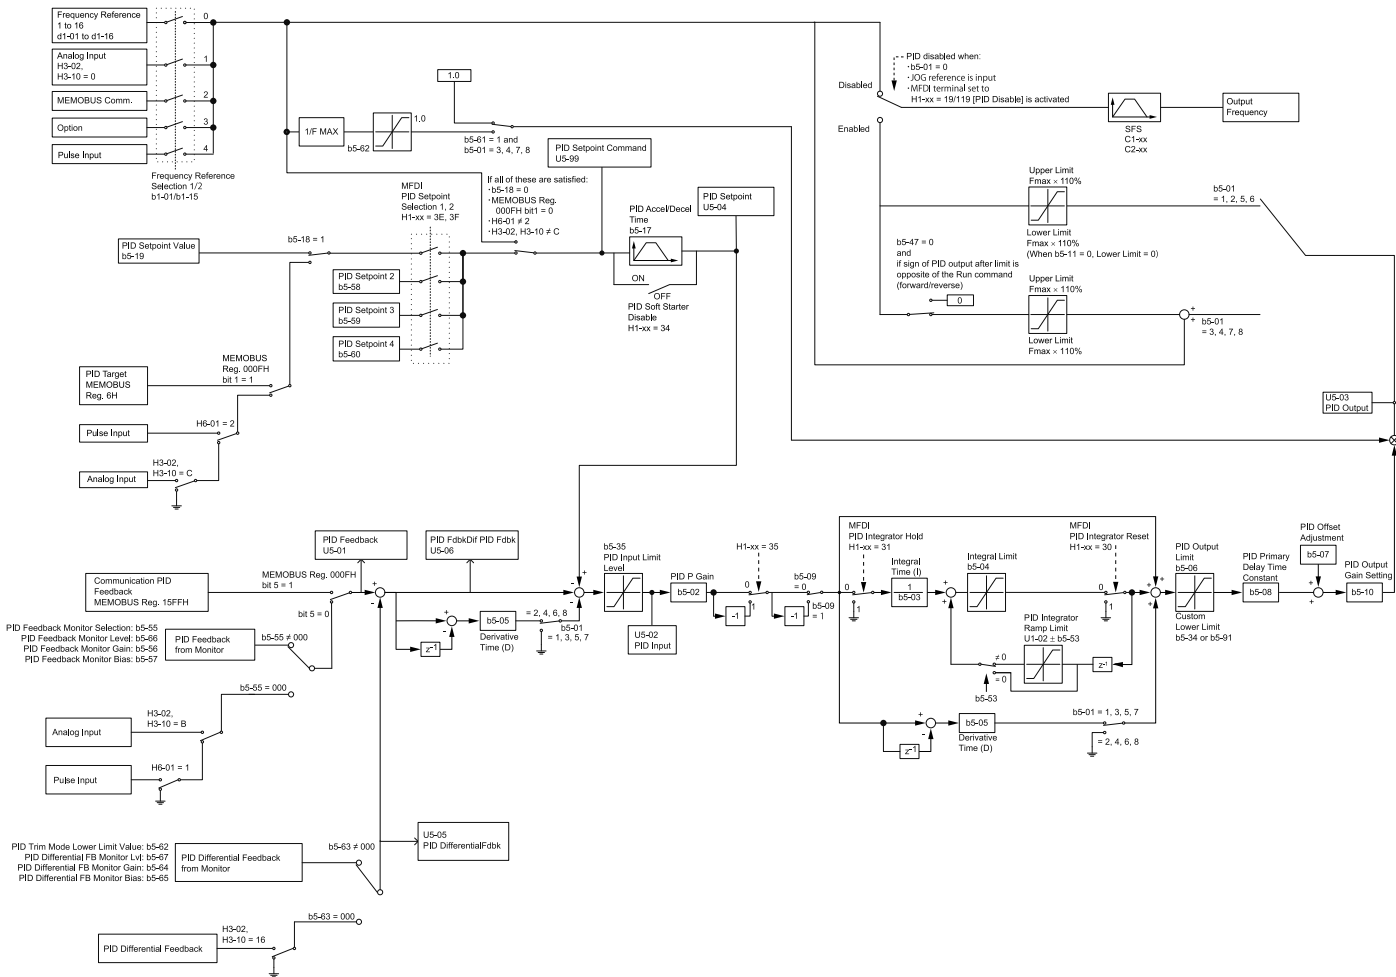 Frequency Reference
1 to 16
d1-01 to d1-16
0
Analog Input
H3-02,
H3-10 = 0
1
MEMOBUS Comm.
2
Option
3
Pulse Input
4
Frequency Reference
Selection 1/2
b1-01/b1-15
1/F MAX
1.0
b5-62
1.0
b5-61 = 1 and
b5-01 = 3, 4, 7, 8
PID disabled when:
·b5-01 = 0
·JOG reference is input
·MFDI terminal set to
H1-xx = 19/119 [PID Disable] is activated
Disabled
Enabled
SFS
C1-xx
C2-xx
Output
Frequency
MFDI
PID Setpoint
Selection 1, 2
H1-xx = 3E, 3F
If all of these are satisfied:
·b5-18 = 0
·MEMOBUS Reg.
000FH bit1 = 0
·H6-01 ≠ 2
·H3-02, H3-10 ≠ C
PID Setpoint Command
U5-99
PID Setpoint
U5-04
PID Accel/Decel
Time
b5-17
ON
OFF
PID Soft Starter
Disable
H1-xx = 34
Upper Limit
Fmax × 110%
Lower Limit
Fmax × 110%
(When b5-11 = 0, Lower Limit = 0)
b5-01
= 1, 2, 5, 6
b5-47 = 0
and
if sign of PID output after limit is
opposite of the Run command
(forward/reverse)
0
Upper Limit
Fmax × 110%
Lower Limit
Fmax × 110%
+
+
b5-01
= 3, 4, 7, 8
PID Setpoint Value
b5-19
b5-18 = 1
PID Setpoint 2
b5-58
PID Setpoint 3
b5-59
PID Setpoint 4
b5-60
PID Target
MEMOBUS
Reg. 6H
MEMOBUS
Reg. 000FH
bit 1 = 1
Pulse Input
H6-01 = 2
Analog Input
H3-02,
H3-10 = C
U5-03
PID Output
PID Feedback
U5-01
PID FdbkDif PID Fdbk
U5-06
Communication PID
Feedback
MEMOBUS Reg. 15FFH
MEMOBUS Reg. 000FH
bit 5 = 1
bit 5 = 0
+
-
PID Feedback Monitor Selection: b5-55
PID Feedback Monitor Level: b5-66
PID Feedback Monitor Gain: b5-56
PID Feedback Monitor Bias: b5-57
PID Feedback
from Monitor
b5-55 ≠ 000
b5-55 = 000
Analog Input
H3-02,
H3-10 = B
Pulse Input
H6-01 = 1
z-1
+
-
b5-05
Derivative
Time (D)
= 2, 4, 6, 8
b5-01
= 1, 3, 5, 7
+
-
-
b5-35
PID Input Limit
Level
U5-02
PID Input
PID P Gain
b5-02
H1-xx = 35
0
1
-1
b5-09
= 0
b5-09
= 1
-1
MFDI
PID Integrator Hold
H1-xx = 31
0
1
Integral
Time (I)
1
b5-03
+
+
Integral Limit
b5-04
MFDI
PID Integrator Reset
H1-xx = 30
0
1
PID Integrator
Ramp Limit
U1-02 ± b5-53
≠ 0
= 0
b5-53
z-1
z-1
+
-
b5-05
Derivative
Time (D)
b5-01 = 1, 3, 5, 7
= 2, 4, 6, 8
+
+
+
PID Output
Limit
b5-06
Custom
Lower Limit
b5-34 or b5-91
PID Primary
Delay Time
Constant
b5-08
PID Offset
Adjustment
b5-07
+
+
PID Output
Gain Setting
b5-10
PID Trim Mode Lower Limit Value: b5-62
PID Differential FB Monitor Lvl: b5-67
PID Differential FB Monitor Gain: b5-64
PID Differential FB Monitor Bias: b5-65
PID Differential Feedback
from Monitor
b5-63 ≠ 000
U5-05
PID DifferentialFdbk
b5-63 = 000
PID Differential Feedback
H3-02,
H3-10 = 16